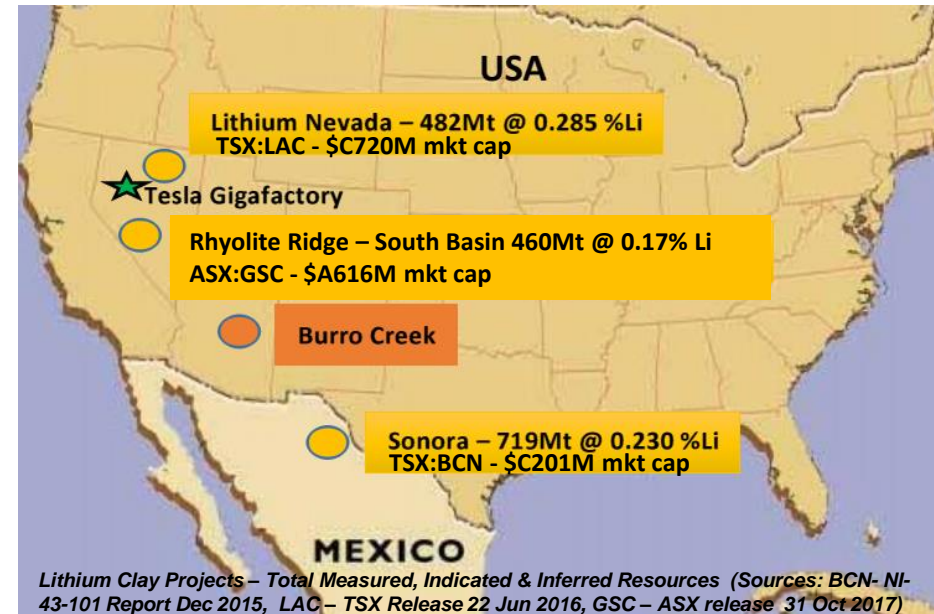 USA
Lithium Nevada – 482Mt @ 0.285 %Li
TSX:LAC - $C720M mkt cap
Tesla Gigafactory
Rhyolite Ridge – South Basin 460Mt @ 0.17% Li
ASX:GSC - $A616M mkt cap
Burro Creek
Sonora – 719Mt @ 0.230 %Li
TSX:BCN - $C201M mkt cap
MEXICO
Lithium Clay Projects – Total Measured, Indicated & Inferred Resources (Sources: BCN- NI-
43-101 Report Dec 2015, LAC – TSX Release 22 Jun 2016, GSC – ASX release 31 Oct 2017)